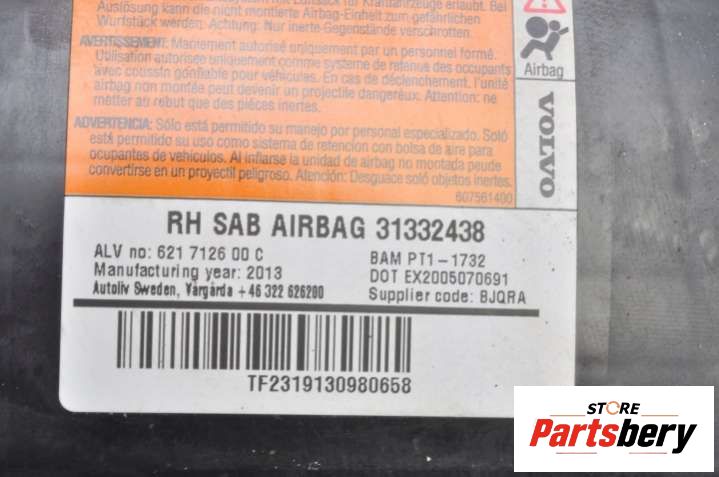 Auslösung kann die nicht montierte Airbag-Einheit zum gefährlichen
Wurfstück werden. Achtung: Nur inerte Gegenstände verschrotten.
AVERTISSEMENT: Maniement autorisé uniquement par un personnel formé.
Utilisation autorisée uniquement comme système de retenue des occupants
avec coussin gonflable pour véhicules. En cas de déclenchement, l'unité
airbag non montée peut devenir un projectile dangereux. Attention: ne
mettre au rebut que des pièces inertes.
ADVERTENCIA: Sólo está permitido su manejo por personal especializado. Soló
está permitido su uso como sistema de retención con bolsa de aire para
ocupantes de vehículos. Al inflarse la unidad de airbag no montada peude
convertirse en un proyectil peligroso. Atención: Desguace soló objetos inertes.
607561400
Airbag
VOLVO
RH SAB AIRBAG 31332438
ALV no: 621 7126 00 C
BAM PT1-1732
Manufacturing year: 2013
DOT EX2005070691
Autoliv Sweden, Vårgårda +46 322 626200
Supplier code: BJQRA
TF2319130980658
STORE
Partsbery